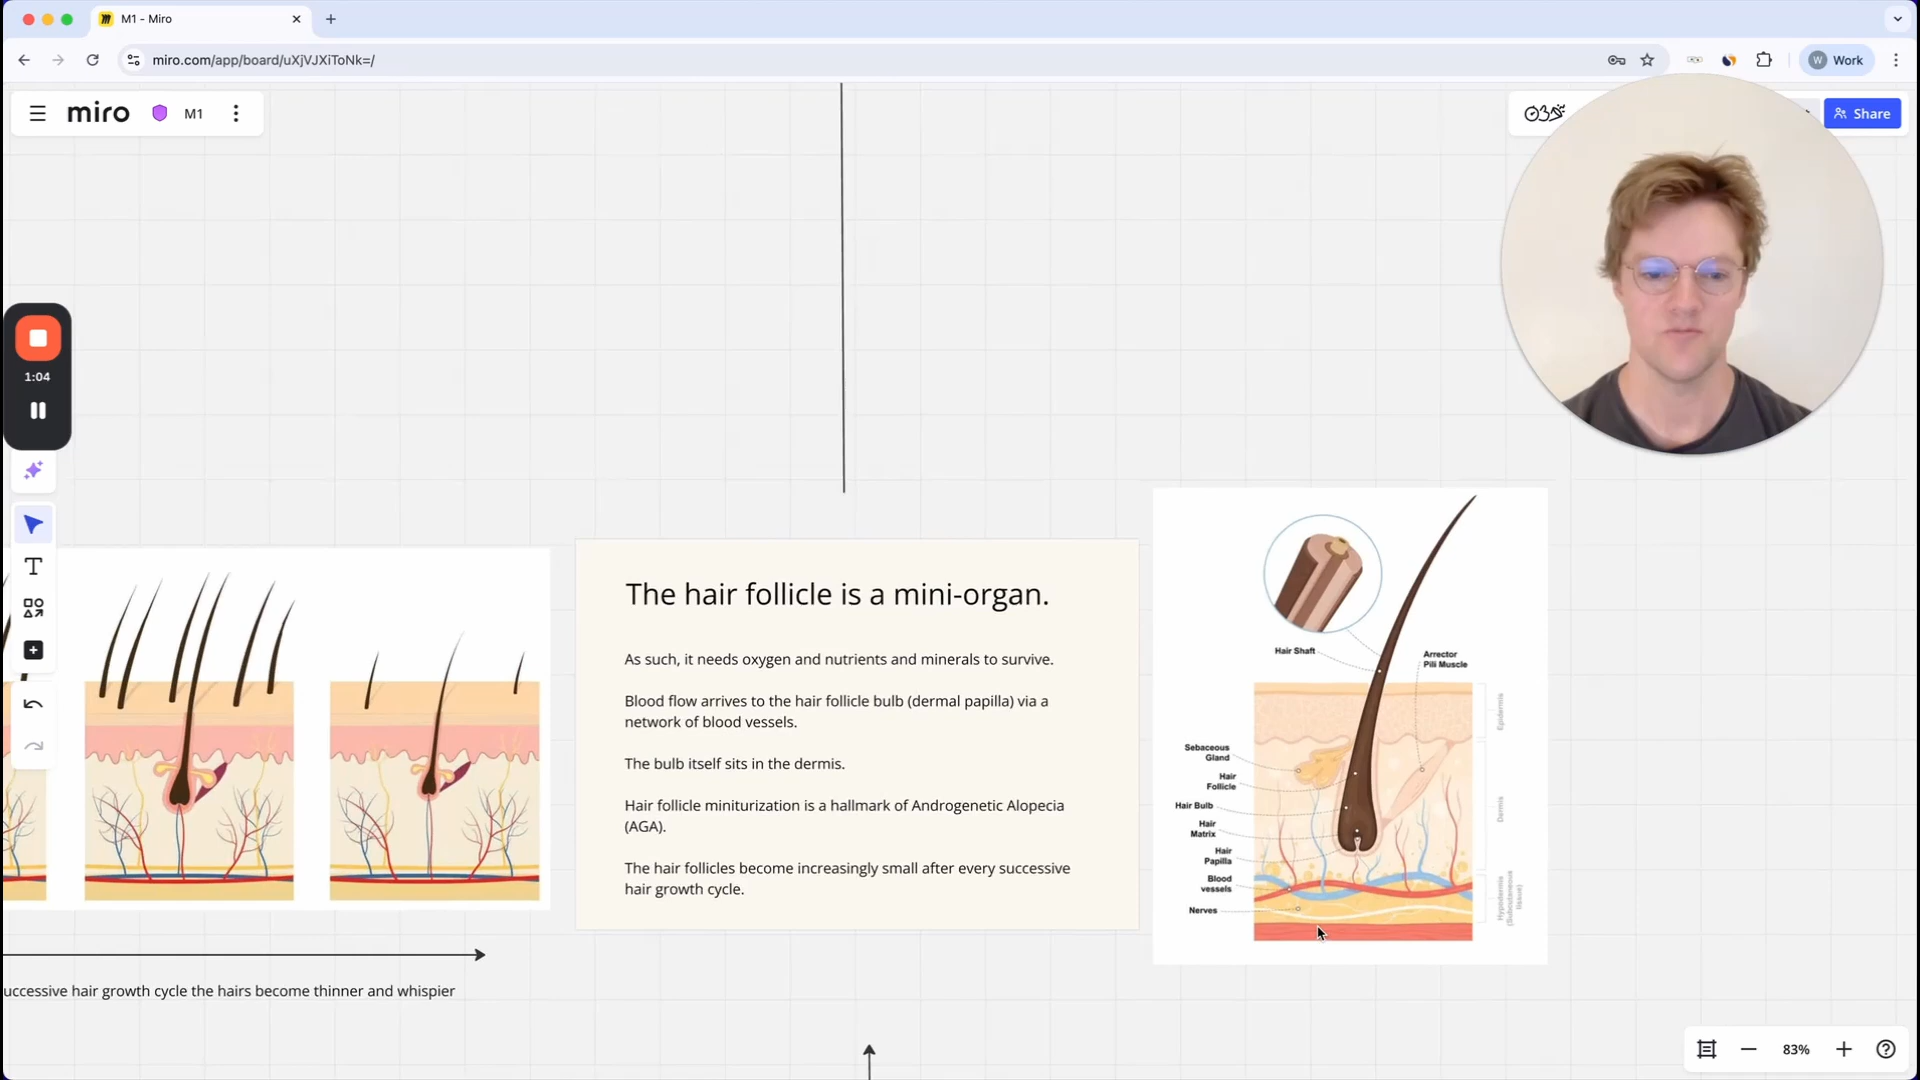 M1 - Miro
miro.com/app/board/uXjVJXiToNk=/
W Work
miro M1
Share
1:04
T
The hair follicle is a mini-organ.
As such, it needs oxygen and nutrients and minerals to survive.
Blood flow arrives to the hair follicle bulb (dermal papilla) via a
network of blood vessels.
The bulb itself sits in the dermis.
Hair follicle miniturization is a hallmark of Androgenetic Alopecia
(AGA).
The hair follicles become increasingly small after every successive
hair growth cycle.
Hair Shaft
Arrector
Pili Muscle
Epidermis
Sebaceous
Gland
Hair
Follicle
Hair Bulb
Hair
Matrix
Hair
Papilla
Blood
vessels
Nerves
Dermis
Hypodermis
(Subcutaneous
tissue)
uccessive hair growth cycle the hairs become thinner and whispier
83%